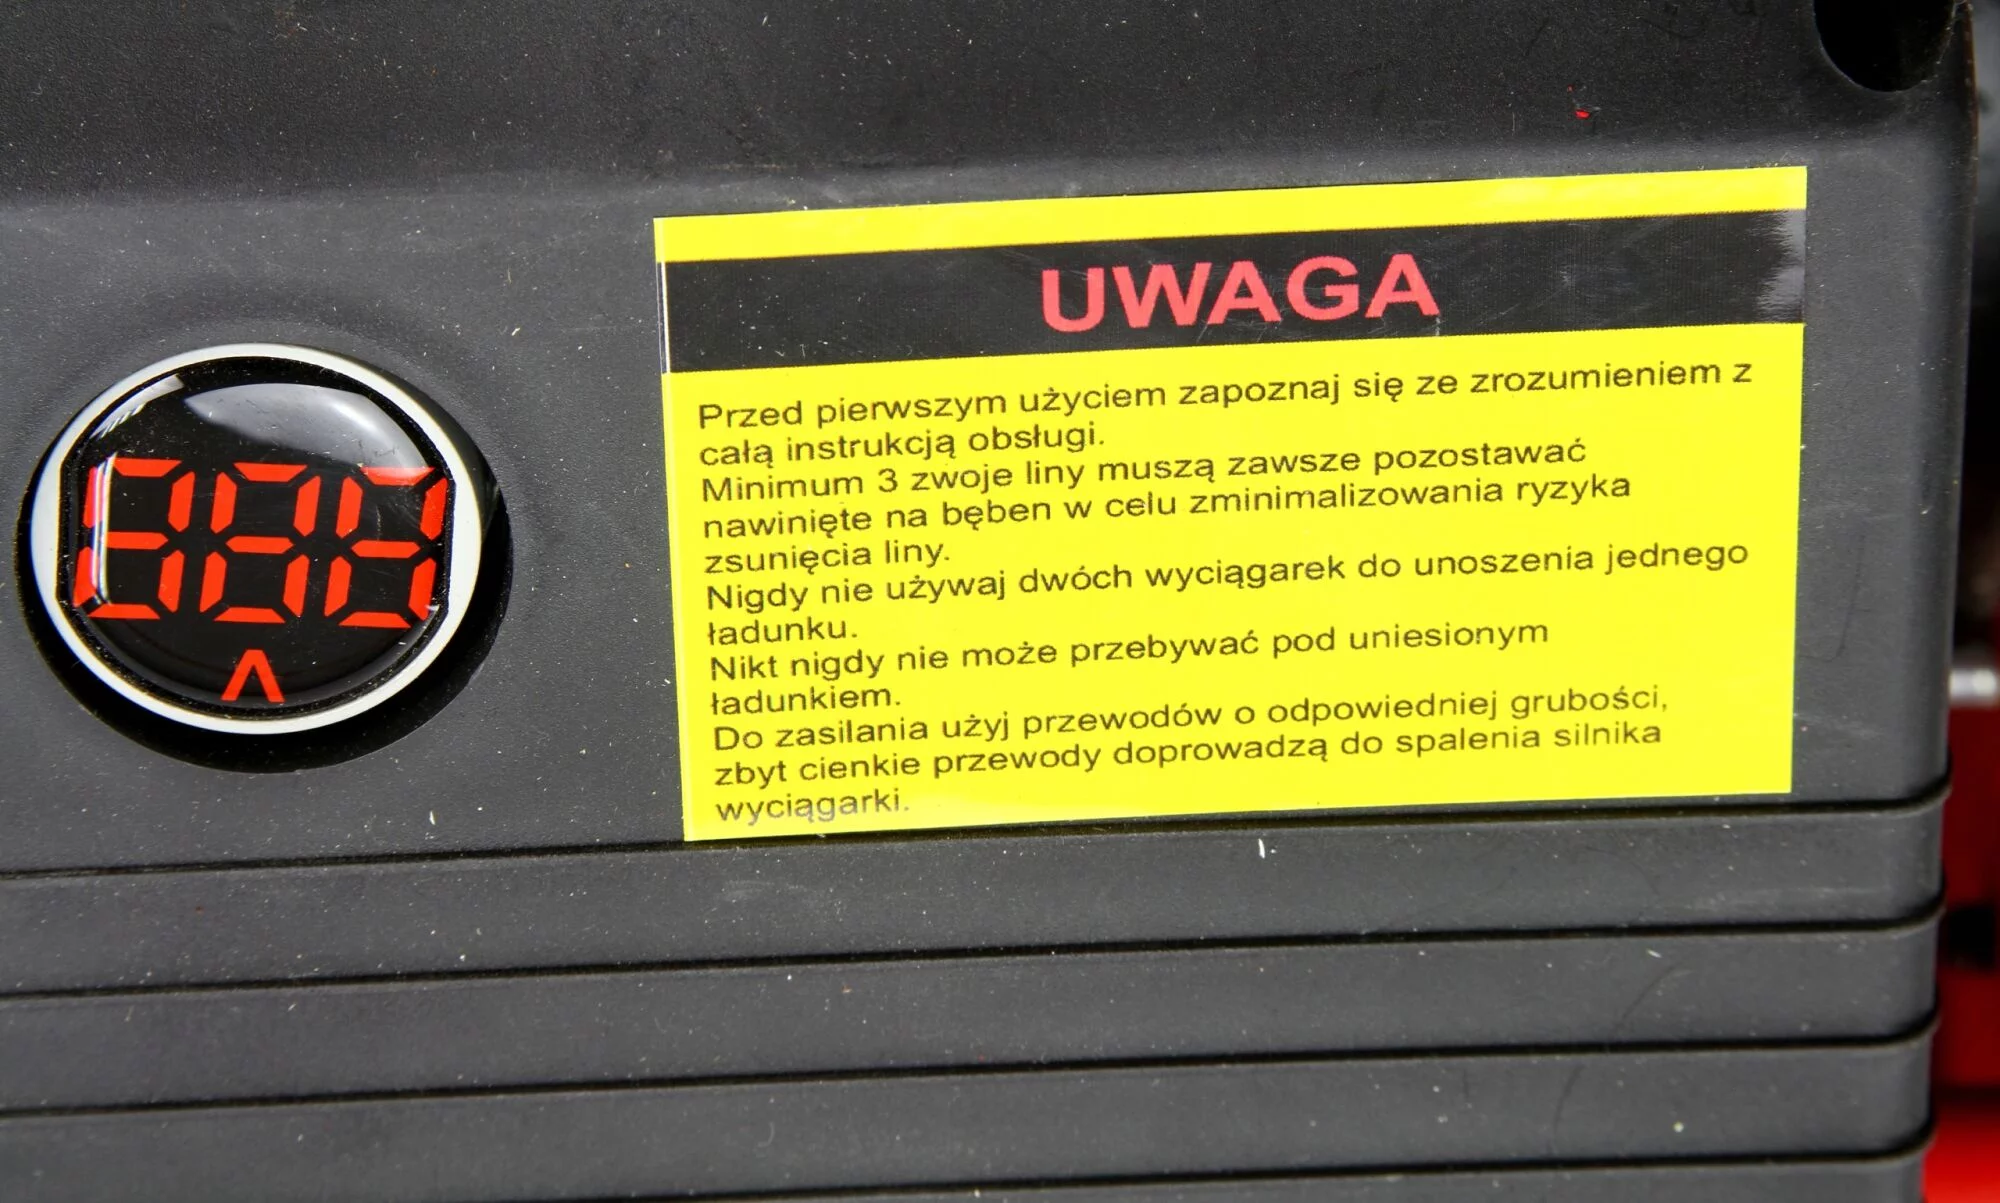 UWAGA
Przed pierwszym użyciem zapoznaj się ze zrozumieniem z
całą instrukcją obsługi.
Minimum 3 zwoje liny muszą zawsze pozostawać
nawinięte na bęben w celu zminimalizowania ryzyka
zsunięcia liny.
Nigdy nie używaj dwóch wyciągarek do unoszenia jednego
ładunku.
Nikt nigdy nie może przebywać pod uniesionym
ładunkiem.
Do zasilania użyj przewodów o odpowiedniej grubości,
zbyt cienkie przewody doprowadzą do spalenia silnika
wyciągarki.
888
V